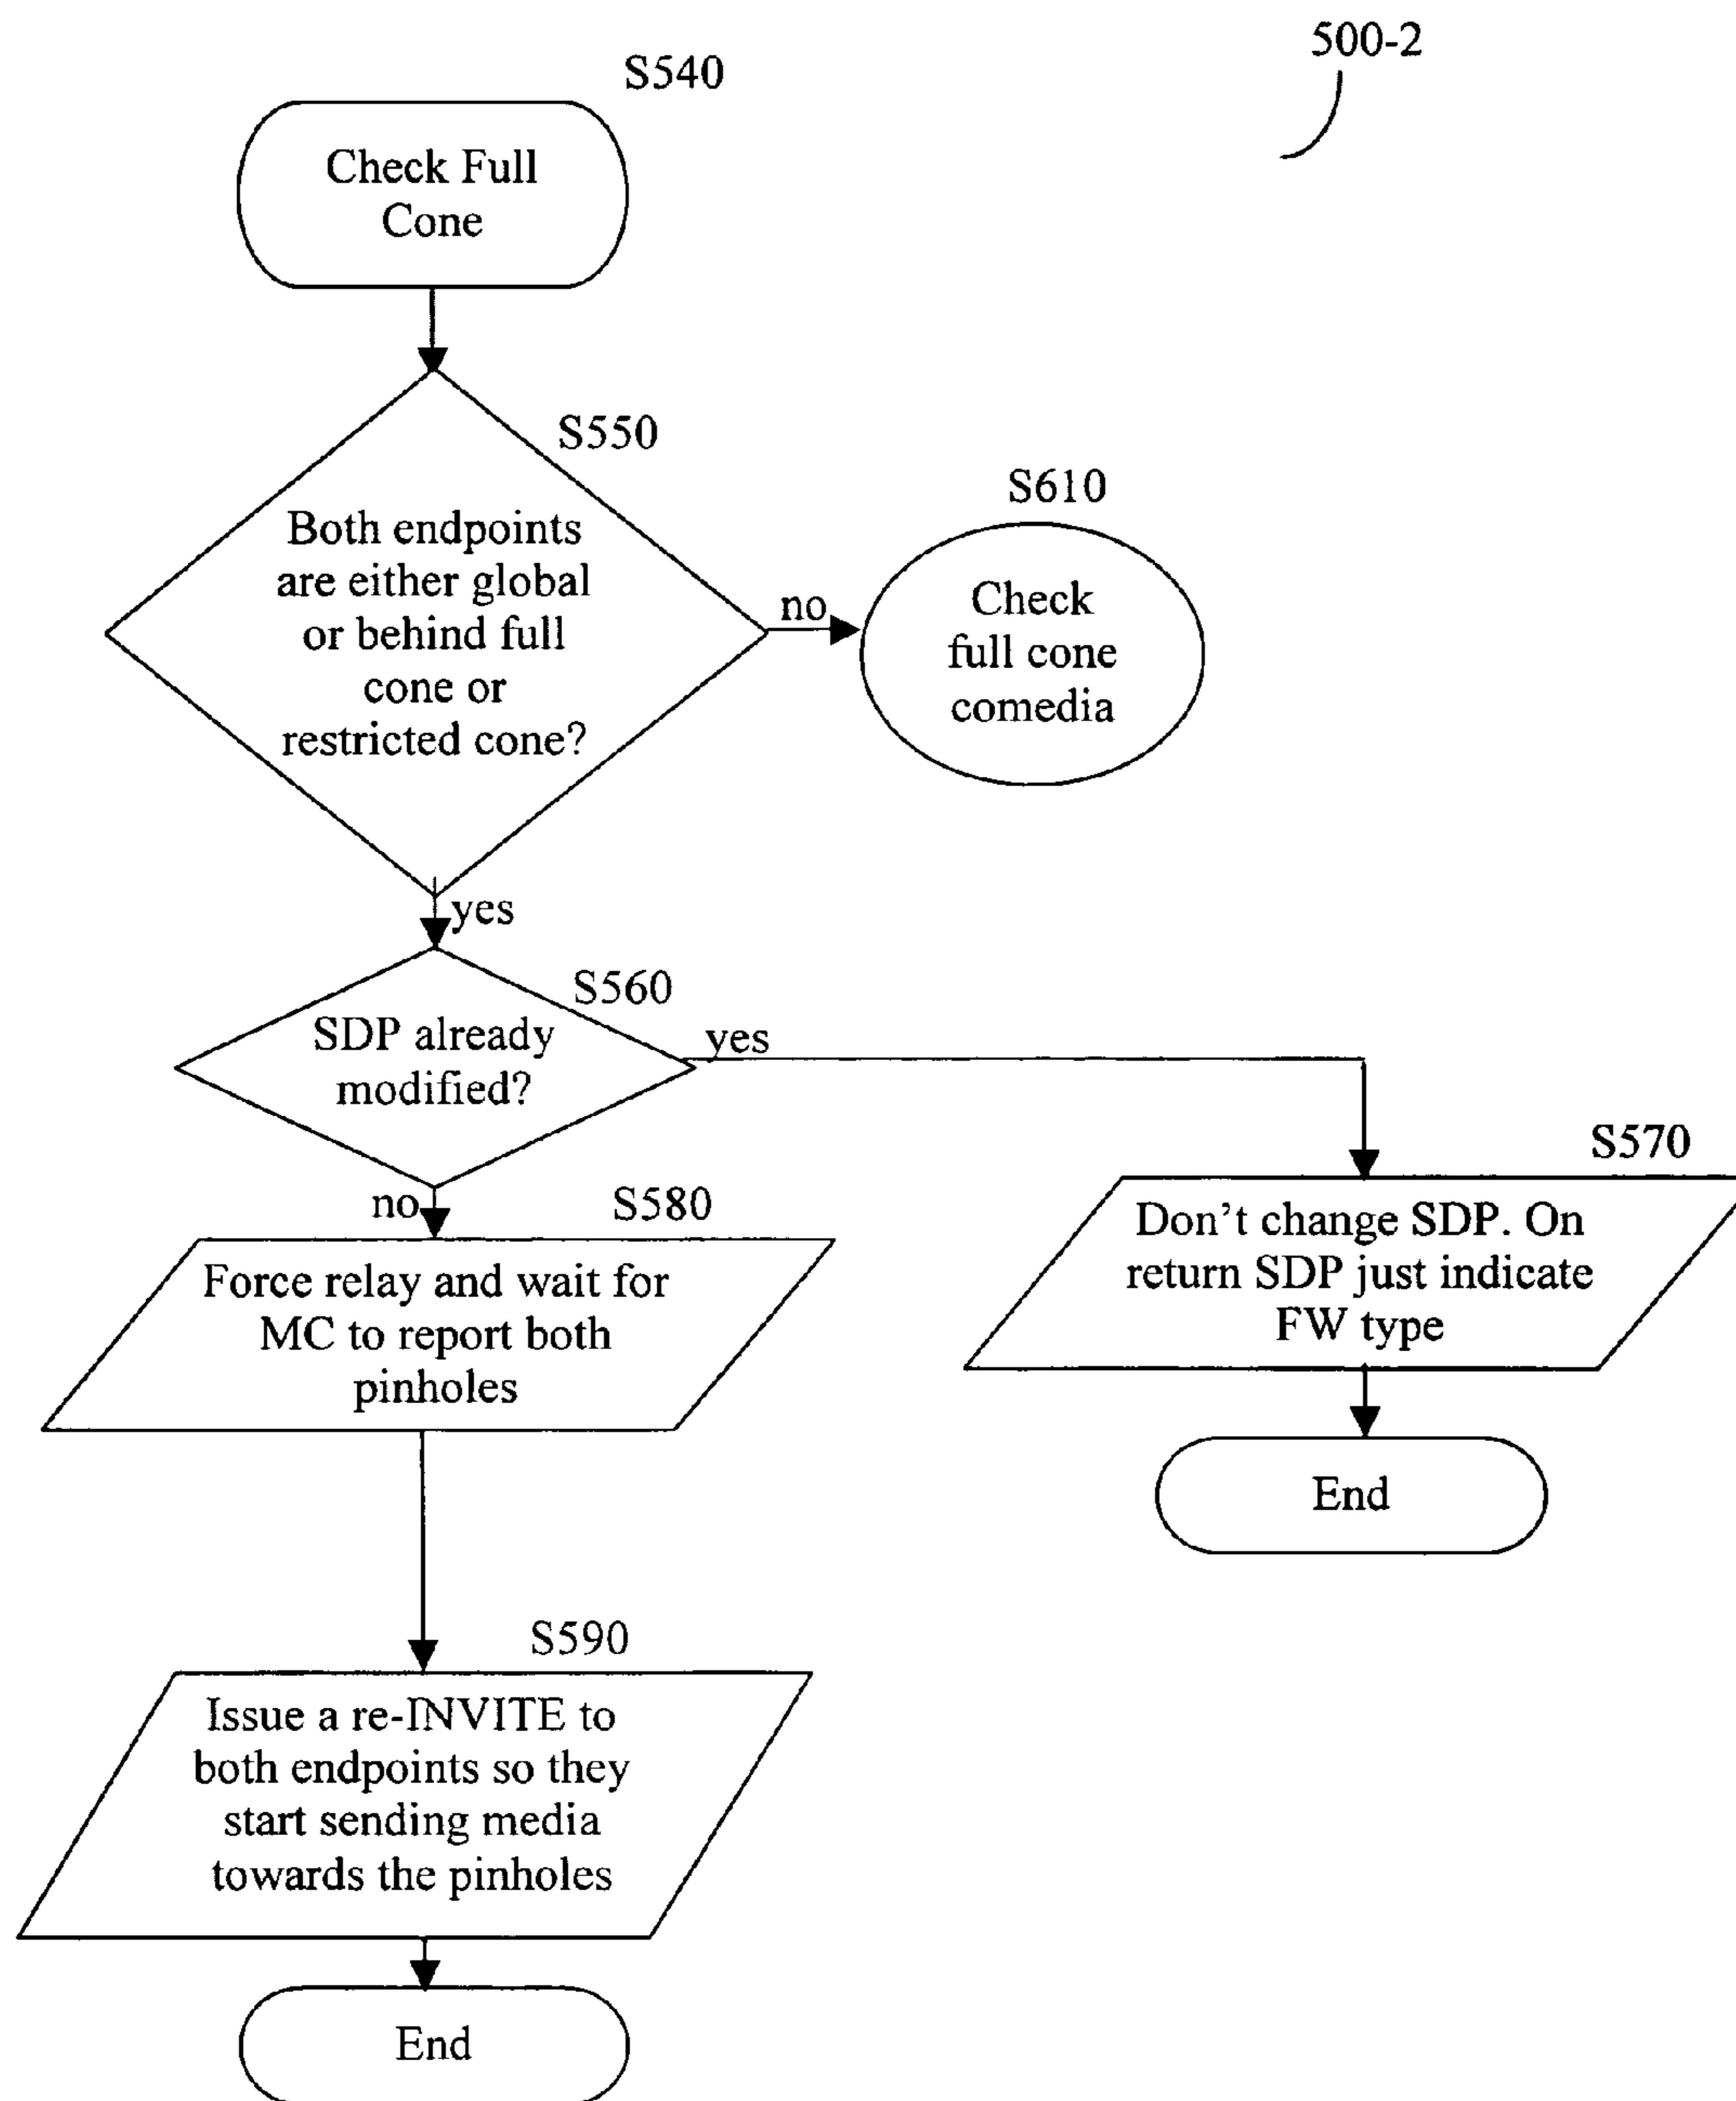 500-2
S540
Check Full
Cone
S550
Both endpoints
are either global
or behind full
cone or
restricted cone?
no
S610
Check
full cone
comedia
yes
S560
SDP already
modified?
yes
no
S570
Don't change SDP. On
return SDP just indicate
FW type
S580
Force relay and wait for
MC to report both
pinholes
End
S590
Issue a re-INVITE to
both endpoints so they
start sending media
towards the pinholes
End